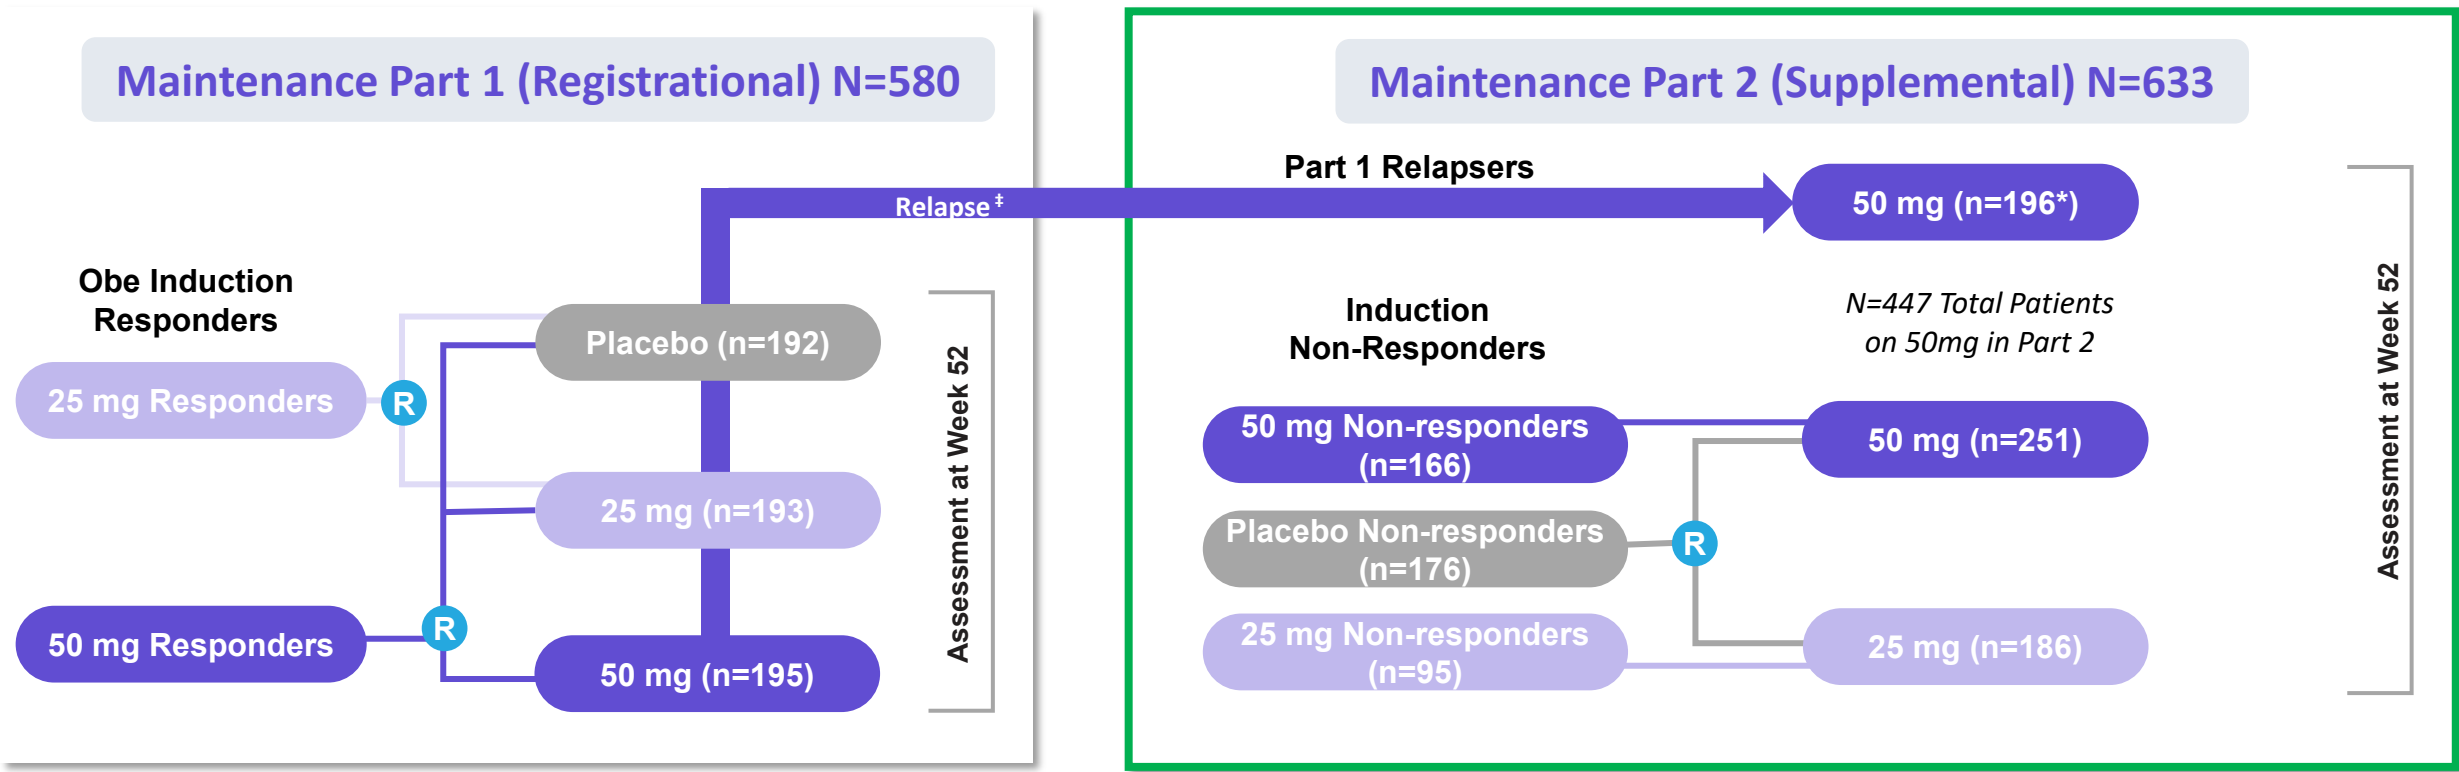 Maintenance Part 1 (Registrational) N=580
Obe Induction
Responders
25 mg Responders
R
50 mg Responders
R
Relapse ‡
Placebo (n=192)
25 mg (n=193)
50 mg (n=195)
Assessment at Week 52
Maintenance Part 2 (Supplemental) N=633
Part 1 Relapsers
50 mg (n=196*)
Induction
Non-Responders
N=447 Total Patients
on 50mg in Part 2
50 mg Non-responders
(n=166)
Placebo Non-responders
(n=176)
25 mg Non-responders
(n=95)
R
50 mg (n=251)
25 mg (n=186)
Assessment at Week 52